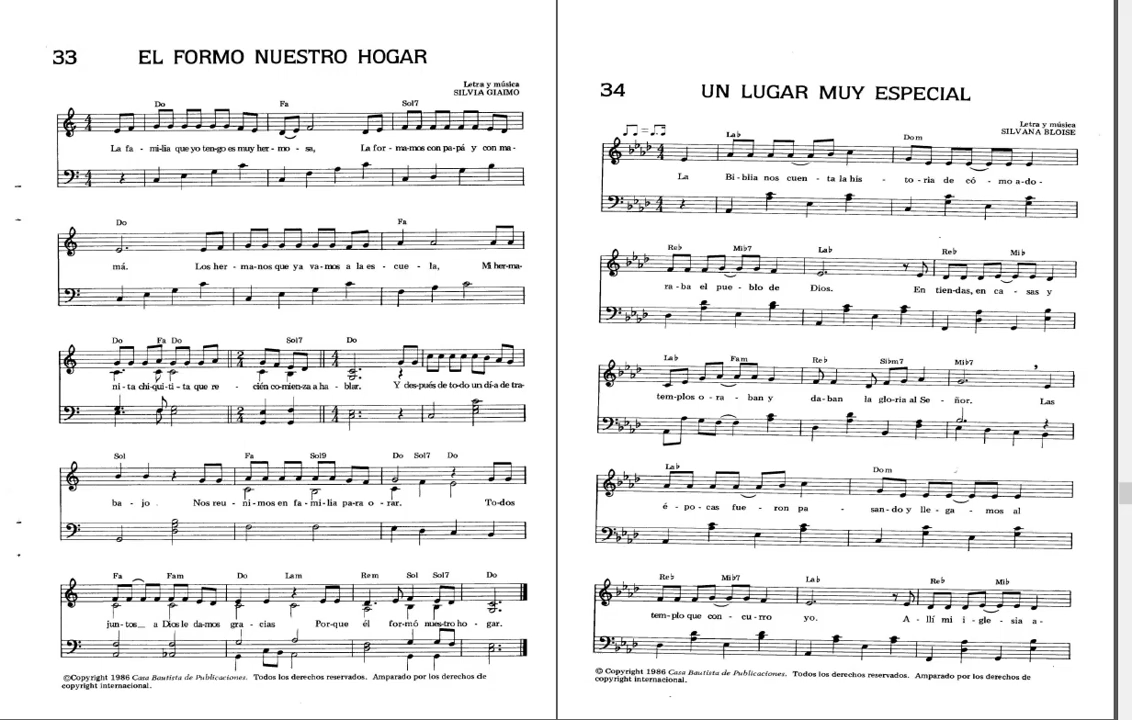 33 EL FORMO NUESTRO HOGAR
Letra y música
SILVIA GIAIMO
Do Fa Sol7
La fa - mi-lia que yo ten-go es muy her - mo - sa, La for - ma-mos con pa-pá y con ma-
Do Fa
má. Los her - ma-nos que ya va-mos a la es - cue - la, Mi her-ma-
Do Fa Do Sol7 Do
ni-ta chi-qui-ti-ta que re - cién co-mien-za a ha - blar. Y des-pués de to-do un dí-a de tra-
Sol Fa Sol9 Do Sol7 Do
ba - jo Nos reu - ni-mos en fa-mi-lia pa-ra o - rar. To-dos
Fa Fam Do Lam Rem Sol Sol7 Do
jun-tos__ a Dios le da-mos gra - cias Por-que él for-mó nues-tro ho - gar.
©Copyright 1986 Casa Bautista de Publicaciones. Todos los derechos reservados. Amparado por los derechos de
copyright internacional.
34 UN LUGAR MUY ESPECIAL
Letra y música
SILVANA BLOISE
Lab Dom
La Bi-blia nos cuen - ta la his - to - ria de có - mo a-do-
Reb Mib7 Lab Reb Mib
ra-ba el pue-blo de Dios. En tien-das, en ca - sas y
Lab Fam Reb Sibm7 Mib7
tem-plos o-ra - ban y da-ban la glo-ria al Se - ñor. Las
Lab Dom
é - po-cas fue - ron pa - san-do y lle-ga - mos al
Reb Mib7 Lab Reb Mib
tem-plo que con - cu-rro yo. A - llí mi i - gle - sia a-
© Copyright 1986 Casa Bautista de Publicaciones. Todos los derechos reservados. Amparado por los derechos de
copyright internacional.